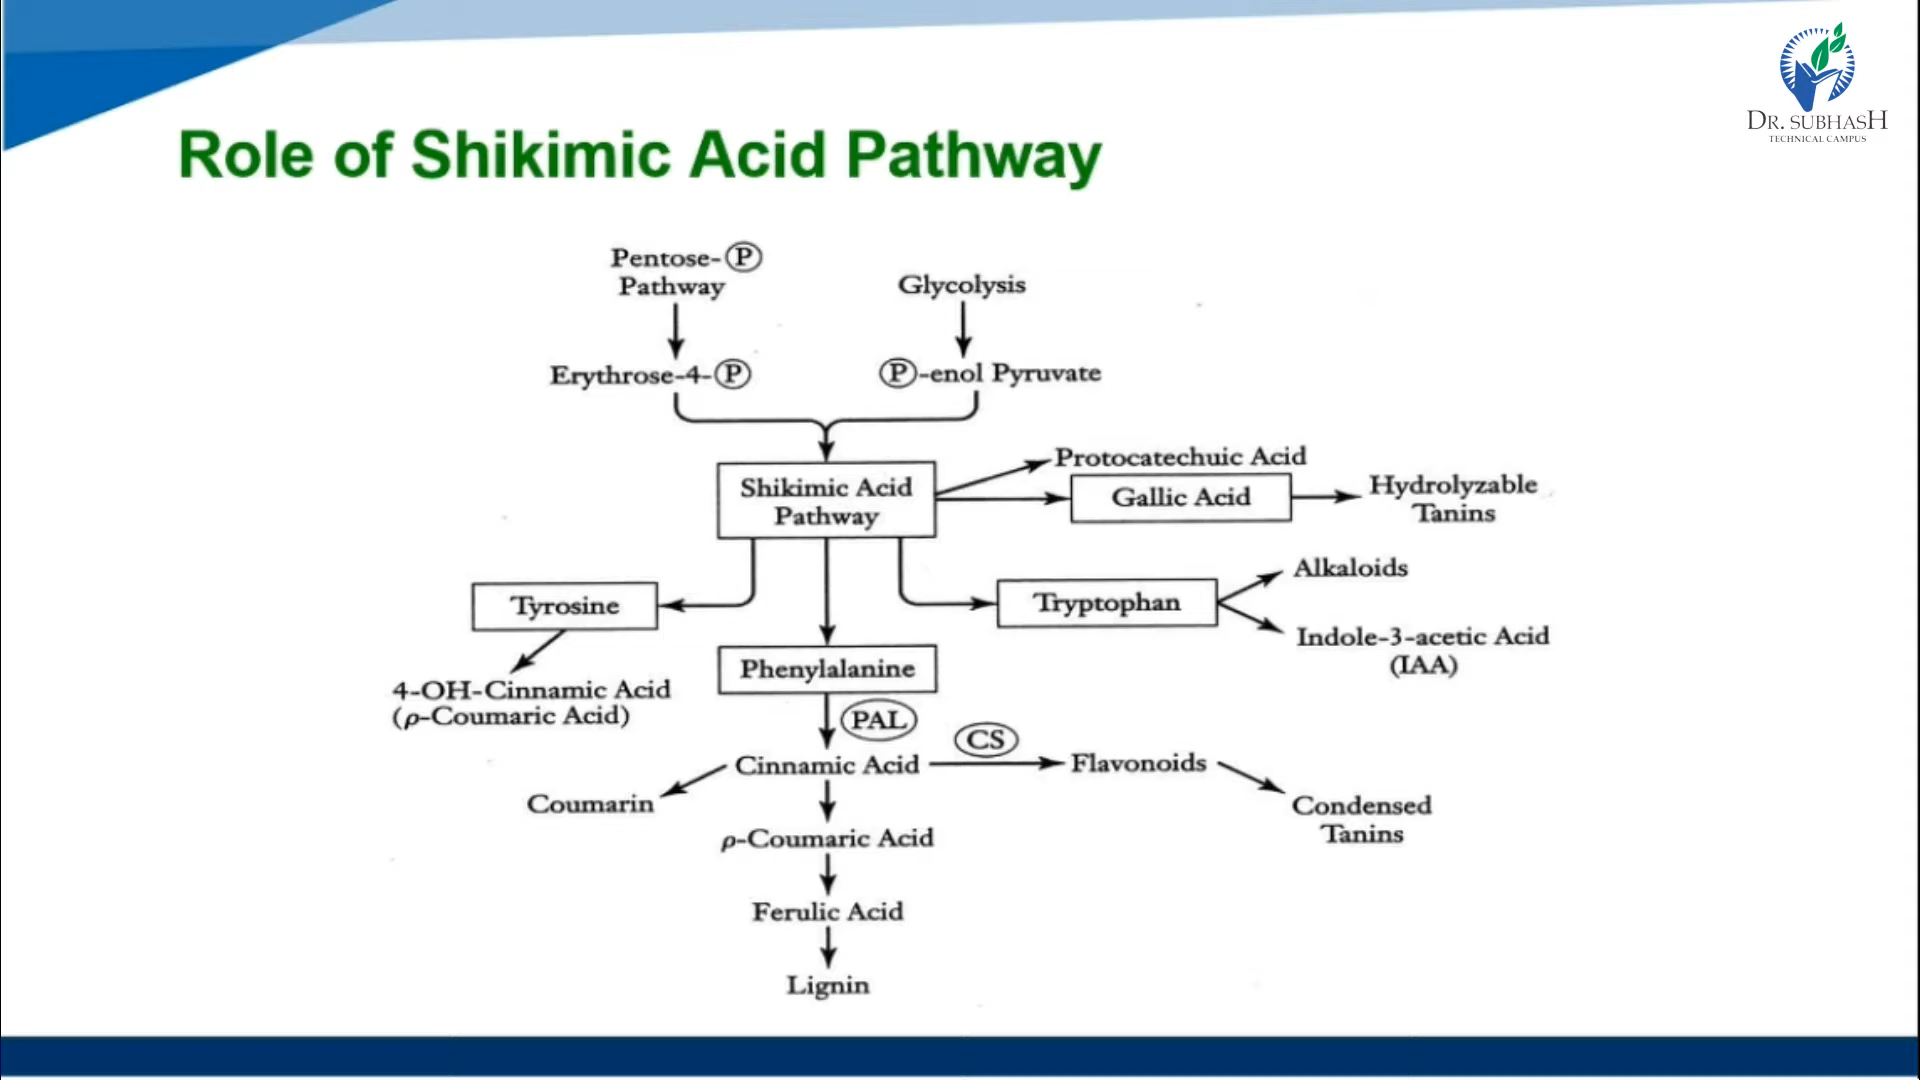 DR. SUBHASH
TECHNICAL CAMPUS
Role of Shikimic Acid Pathway
Pentose-P
Pathway
Glycolysis
Erythrose-4-P
P-enol Pyruvate
Shikimic Acid
Pathway
Protocatechuic Acid
Gallic Acid
Hydrolyzable
Tanins
Tyrosine
Tryptophan
Alkaloids
Indole-3-acetic Acid
(IAA)
4-OH-Cinnamic Acid
(ρ-Coumaric Acid)
Phenylalanine
PAL
CS
Cinnamic Acid
Flavonoids
Coumarin
Condensed
Tanins
ρ-Coumaric Acid
Ferulic Acid
Lignin